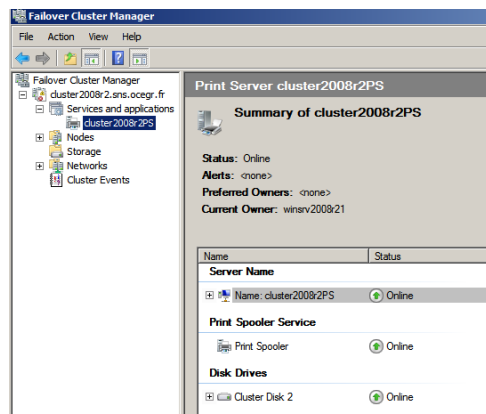 Failover Cluster Manager
File Action View Help
Failover Cluster Manager
cluster2008r2.sns.ocegr.fr
Services and applications
cluster2008r2PS
Nodes
Storage
Networks
Cluster Events
Print Server cluster2008r2PS
Summary of cluster2008r2PS
Status: Online
Alerts: <none>
Preferred Owners: <none>
Current Owner: winsrv2008r21
Name Status
Server Name
Name: cluster2008r2PS Online
Print Spooler Service
Print Spooler Online
Disk Drives
Cluster Disk 2 Online